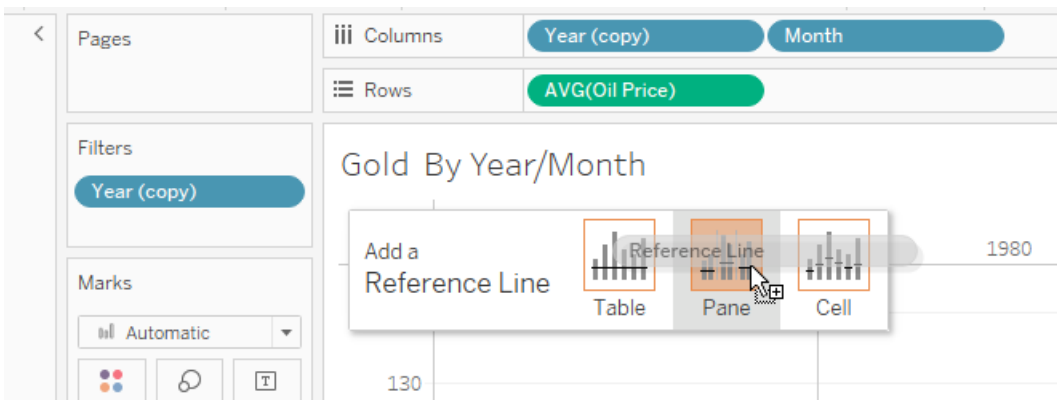 Pages
Columns
Year (copy)
Month
Rows
AVG(Oil Price)
Filters
Year (copy)
Gold By Year/Month
Add a
Reference Line
Reference Line
Table
Pane
Cell
1980
Marks
Automatic
T
130